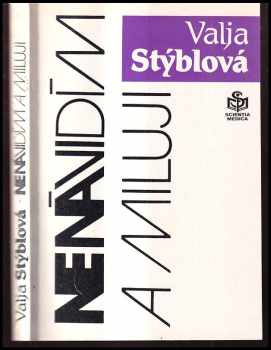 Valja Stýblová · NENÁVIDÍM A MILUJI
NENÁVIDÍM
A MILUJI
Valja
Stýblová
SCIENTIA
MEDICA